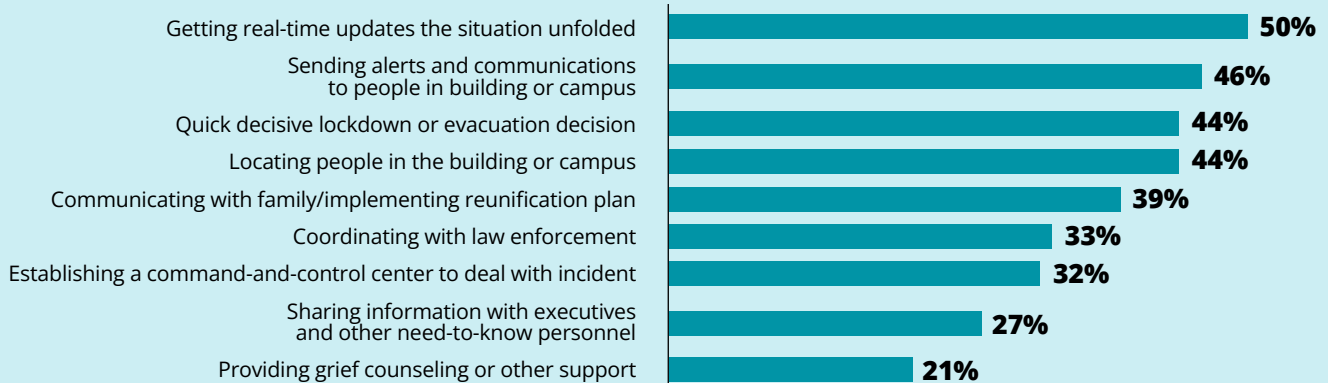 Getting real-time updates the situation unfolded 50%
Sending alerts and communications
to people in building or campus 46%
Quick decisive lockdown or evacuation decision 44%
Locating people in the building or campus 44%
Communicating with family/implementing reunification plan 39%
Coordinating with law enforcement 33%
Establishing a command-and-control center to deal with incident 32%
Sharing information with executives
and other need-to-know personnel 27%
Providing grief counseling or other support 21%